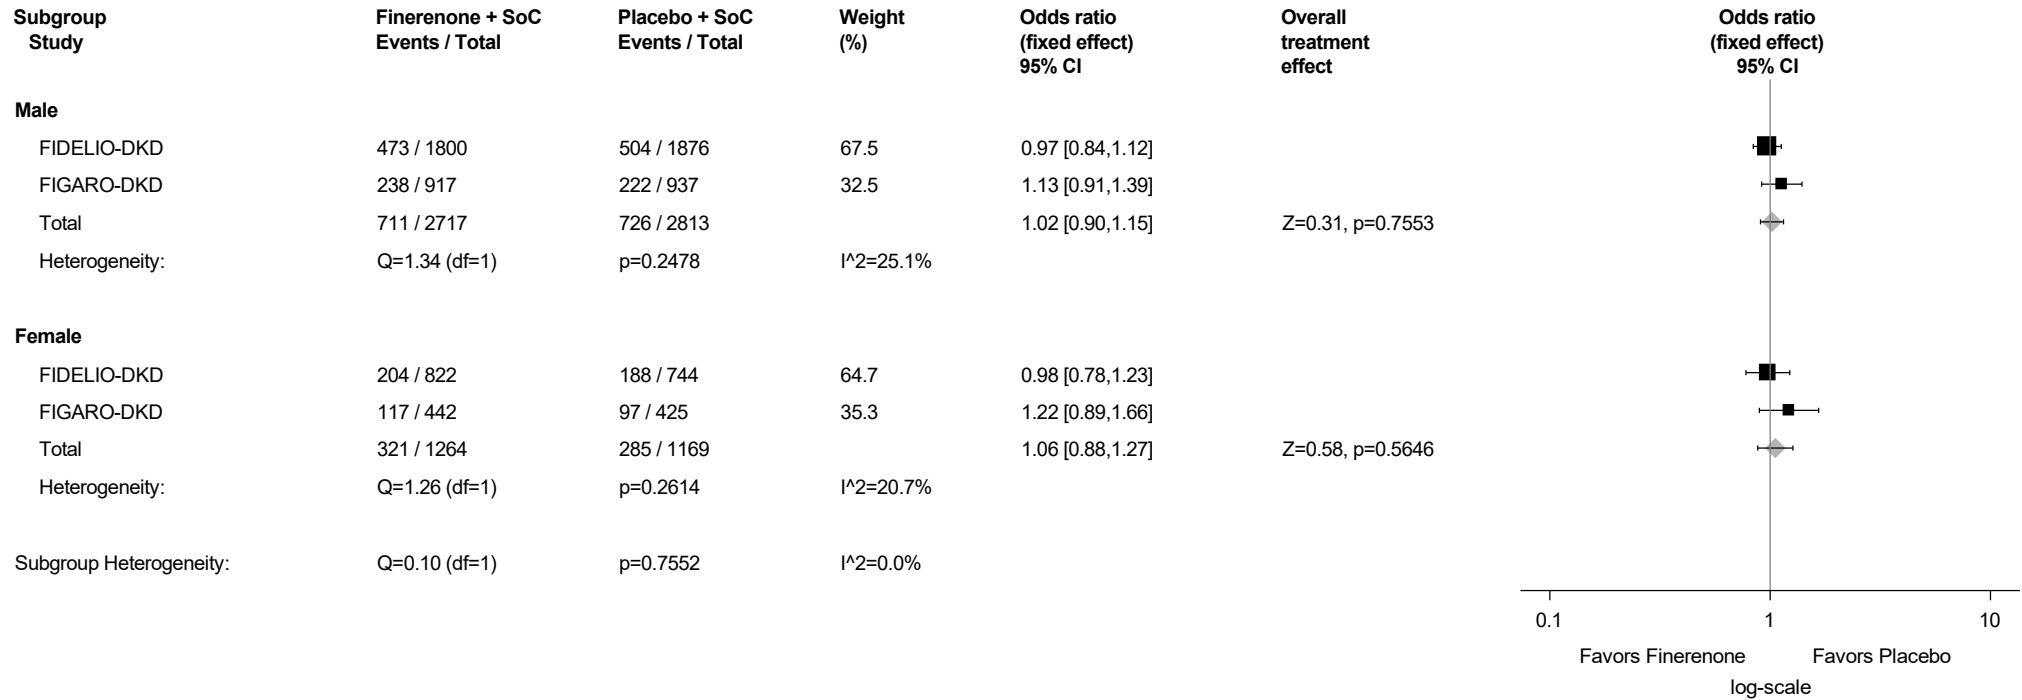 Subgroup Finerenone + SoC Placebo + SoC Weight Odds ratio Overall Odds ratio
Study Events / Total Events / Total (%) (fixed effect) treatment (fixed effect)
95% CI effect 95% CI
Male
FIDELIO-DKD 473 / 1800 504 / 1876 67.5 0.97 [0.84,1.12]
FIGARO-DKD 238 / 917 222 / 937 32.5 1.13 [0.91,1.39]
Total 711 / 2717 726 / 2813 1.02 [0.90,1.15] Z=0.31, p=0.7553
Heterogeneity: Q=1.34 (df=1) p=0.2478 I^2=25.1%
Female
FIDELIO-DKD 204 / 822 188 / 744 64.7 0.98 [0.78,1.23]
FIGARO-DKD 117 / 442 97 / 425 35.3 1.22 [0.89,1.66]
Total 321 / 1264 285 / 1169 1.06 [0.88,1.27] Z=0.58, p=0.5646
Heterogeneity: Q=1.26 (df=1) p=0.2614 I^2=20.7%
Subgroup Heterogeneity: Q=0.10 (df=1) p=0.7552 I^2=0.0%
0.1 1 10
Favors Finerenone Favors Placebo
log-scale